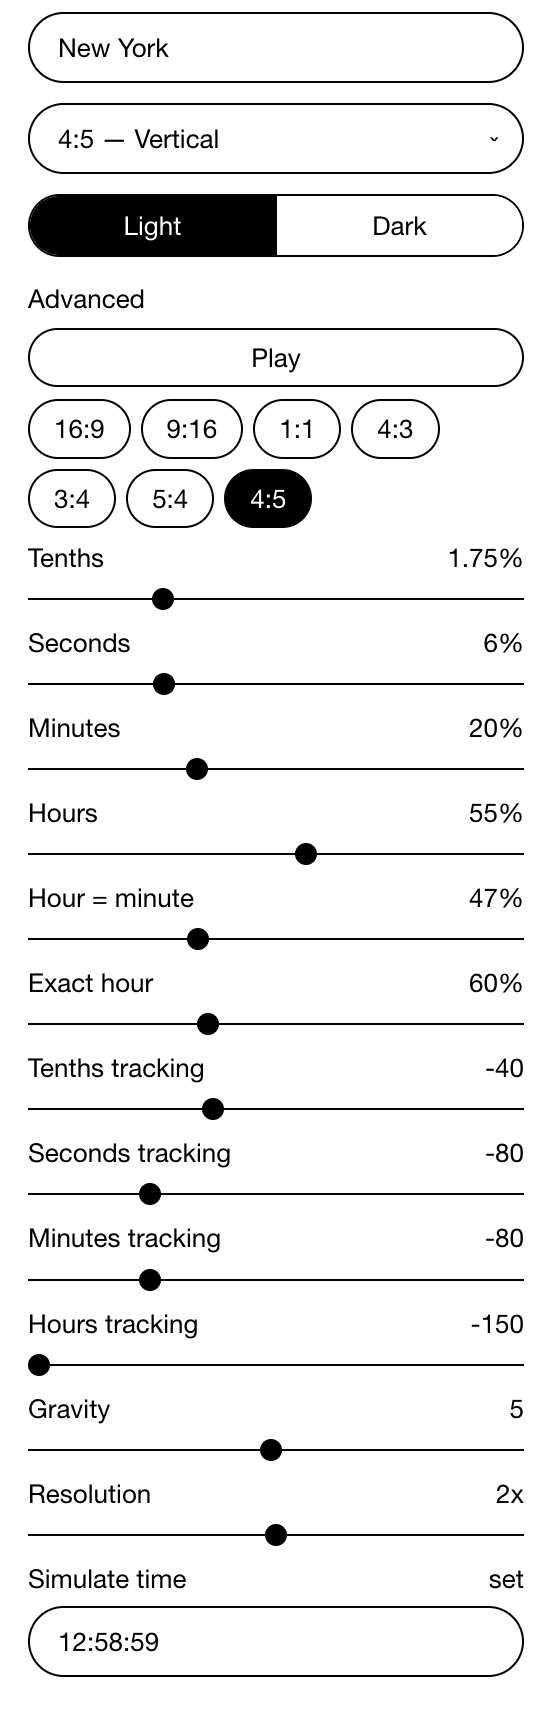 New York
4:5 — Vertical
Light Dark
Advanced
Play
16:9 9:16 1:1 4:3
3:4 5:4 4:5
Tenths 1.75%
Seconds 6%
Minutes 20%
Hours 55%
Hour = minute 47%
Exact hour 60%
Tenths tracking -40
Seconds tracking -80
Minutes tracking -80
Hours tracking -150
Gravity 5
Resolution 2x
Simulate time set
12:58:59